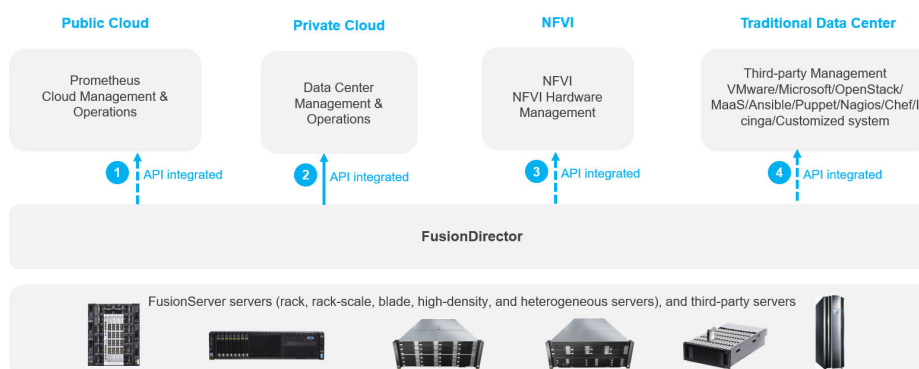 Public Cloud
Private Cloud
NFVI
Traditional Data Center
Prometheus
Cloud Management &
Operations
Data Center
Management &
Operations
NFVI
NFVI Hardware
Management
Third-party Management
VMware/Microsoft/OpenStack/
MaaS/Ansible/Puppet/Nagios/Chef/I
cinga/Customized system
1 API integrated
2 API integrated
3 API integrated
4 API integrated
FusionDirector
FusionServer servers (rack, rack-scale, blade, high-density, and heterogeneous servers), and third-party servers